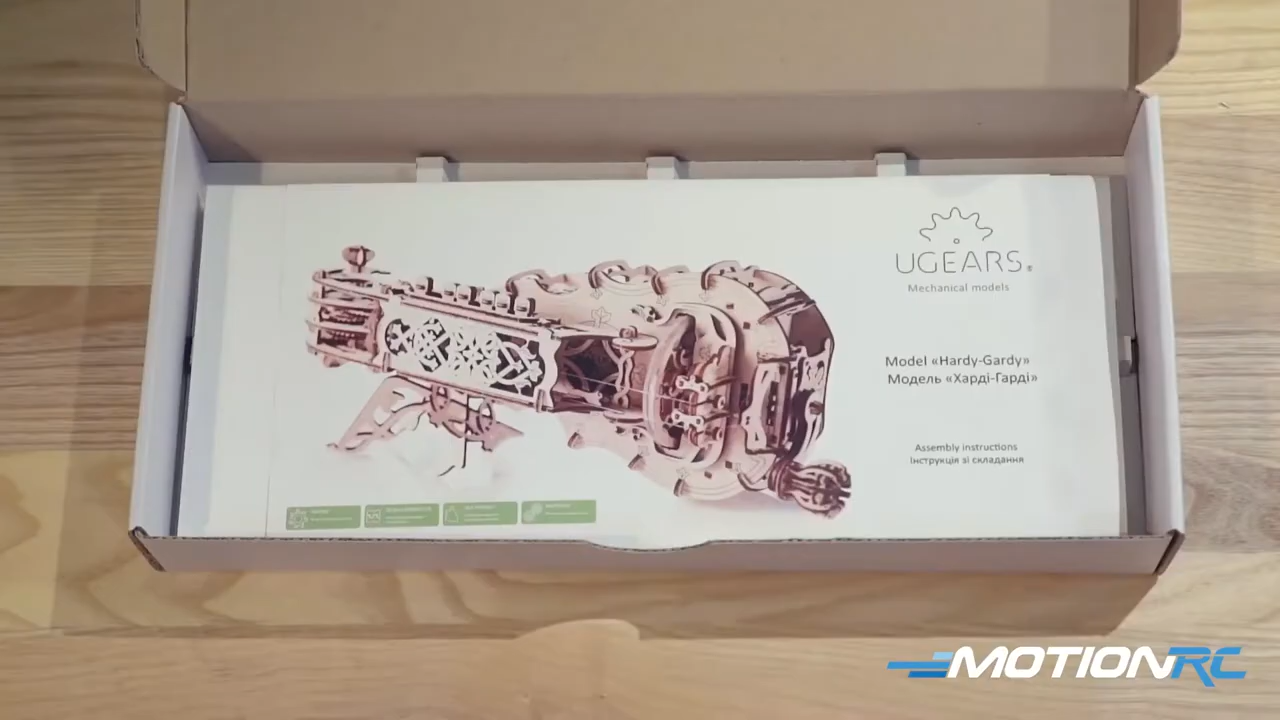 UGEARS®
Mechanical models
Model «Hardy-Gardy»
Модель «Харді-Гарді»
Assembly instructions
Інструкція зі складання
MOTIONRC